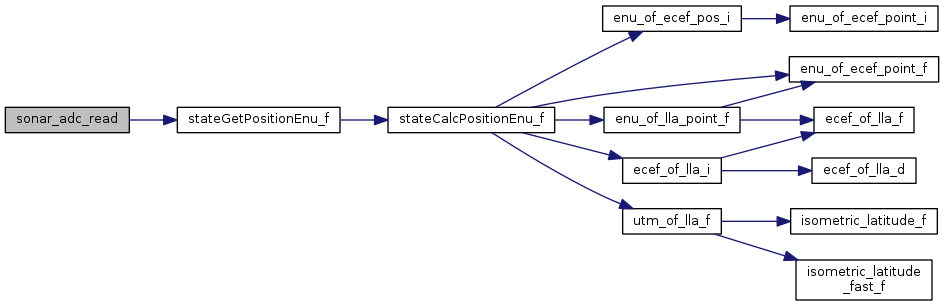 sonar_adc_read
stateGetPositionEnu_f
stateCalcPositionEnu_f
enu_of_ecef_pos_i
enu_of_ecef_point_i
enu_of_ecef_point_f
enu_of_lla_point_f
ecef_of_lla_f
ecef_of_lla_i
ecef_of_lla_d
utm_of_lla_f
isometric_latitude_f
isometric_latitude
_fast_f